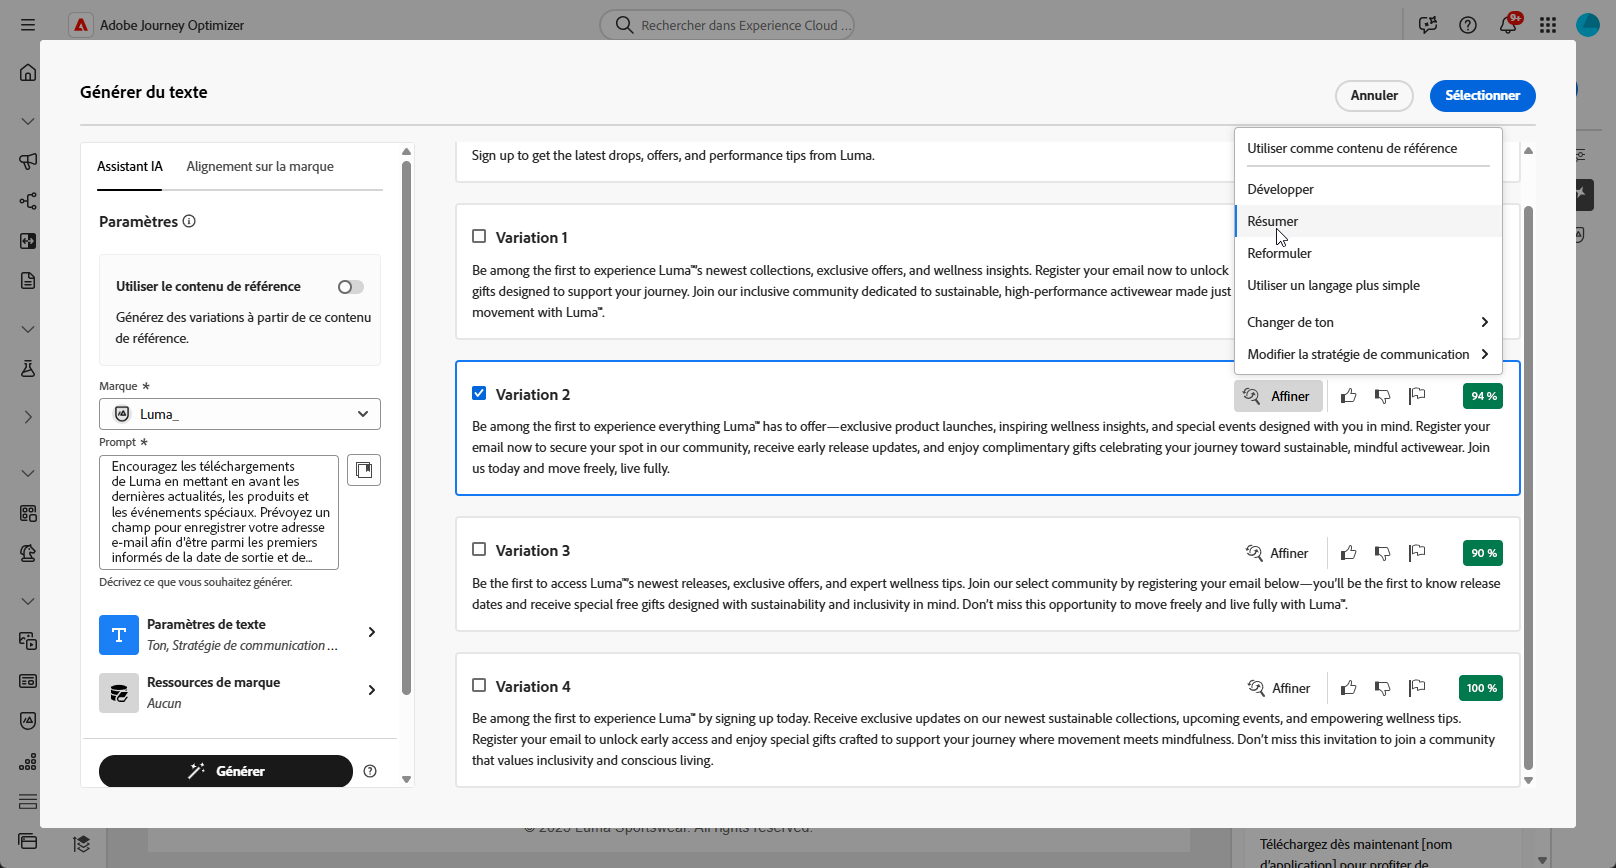 Adobe Journey Optimizer
Rechercher dans Experience Cloud ...
9+
Générer du texte
Annuler
Sélectionner
Assistant IA
Alignement sur la marque
Paramètres
Utiliser le contenu de référence
Générez des variations à partir de ce contenu
de référence.
Marque *
Luma_
Prompt *
Encouragez les téléchargements
de Luma en mettant en avant les
dernières actualités, les produits et
les événements spéciaux. Prévoyez un
champ pour enregistrer votre adresse
e-mail afin d'être parmi les premiers
informés de la date de sortie et de...
Décrivez ce que vous souhaitez générer.
T
Paramètres de texte
Ton, Stratégie de communication ...
Ressources de marque
Aucun
Générer
Sign up to get the latest drops, offers, and performance tips from Luma.
Variation 1
Be among the first to experience Luma™'s newest collections, exclusive offers, and wellness insights. Register your email now to unlock
gifts designed to support your journey. Join our inclusive community dedicated to sustainable, high-performance activewear made just
movement with Luma™.
Utiliser comme contenu de référence
Développer
Résumer
Reformuler
Utiliser un langage plus simple
Changer de ton
Modifier la stratégie de communication
Variation 2
Affiner
94 %
Be among the first to experience everything Luma™ has to offer—exclusive product launches, inspiring wellness insights, and special events designed with you in mind. Register your
email now to secure your spot in our community, receive early release updates, and enjoy complimentary gifts celebrating your journey toward sustainable, mindful activewear. Join
us today and move freely, live fully.
Variation 3
Affiner
90 %
Be the first to access Luma™'s newest releases, exclusive offers, and expert wellness tips. Join our select community by registering your email below—you'll be the first to know release
dates and receive special free gifts designed with sustainability and inclusivity in mind. Don't miss this opportunity to move freely and live fully with Luma™.
Variation 4
Affiner
100 %
Be among the first to experience Luma™ by signing up today. Receive exclusive updates on our newest sustainable collections, upcoming events, and empowering wellness tips.
Register your email to unlock early access and enjoy special gifts crafted to support your journey where movement meets mindfulness. Don't miss this invitation to join a community
that values inclusivity and conscious living.
© 2025 Luma Sportswear. All rights reserved.
Téléchargez dès maintenant [nom
d'application] pour profiter de